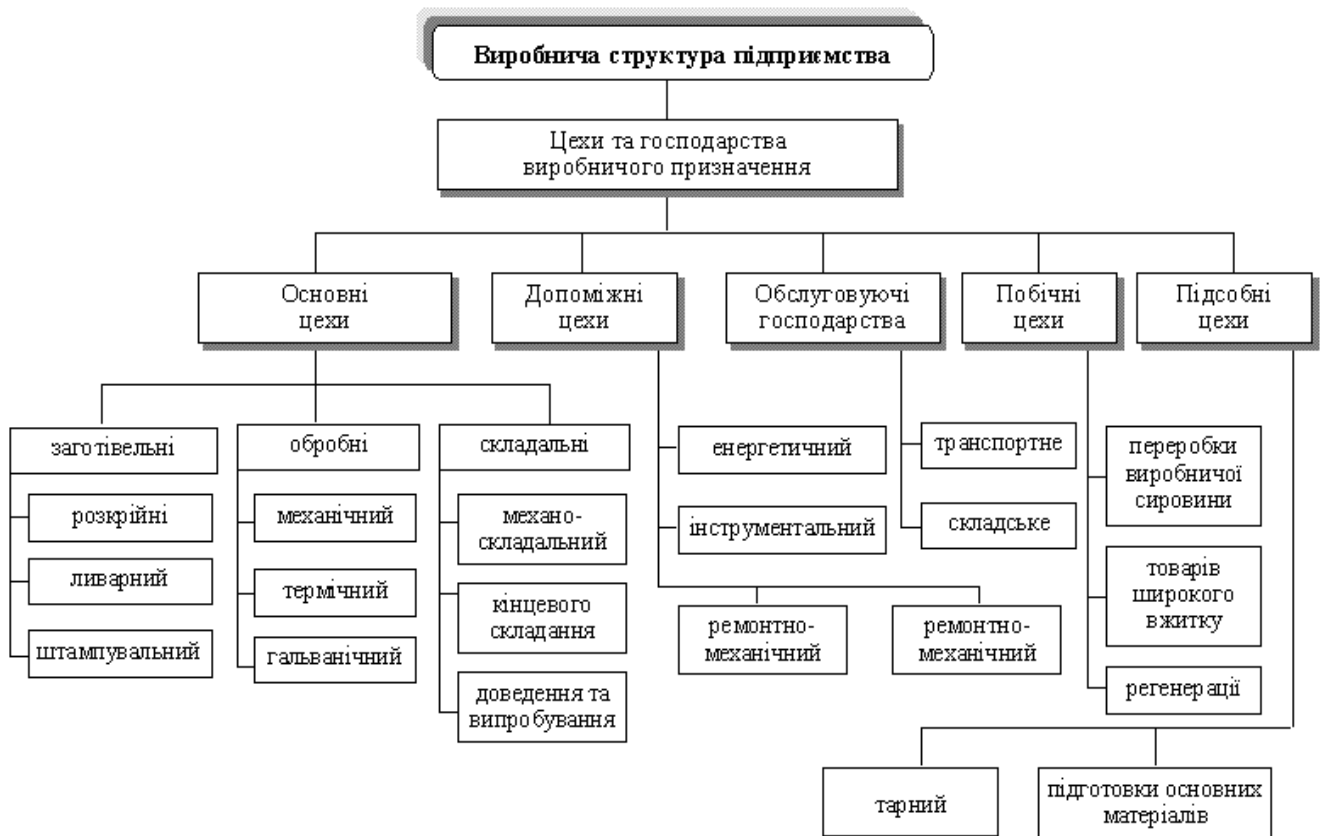 Виробнича структура підприємства
Цехи та господарства
виробничого призначення
Основні
цехи
Допоміжні
цехи
Обслуговуючі
господарства
Побічні
цехи
Підсобні
цехи
заготівельні
розкрійні
ливарний
штампувальний
обробні
механічний
термічний
гальванічний
складальні
механо-
складальний
кінцевого
складання
доведення та
випробування
енергетичний
інструментальний
ремонтно-
механічний
ремонтно-
механічний
транспортне
складське
переробки
виробничої
сировини
товарів
широкого
вжитку
регенерації
тарний
підготовки основних
матеріалів